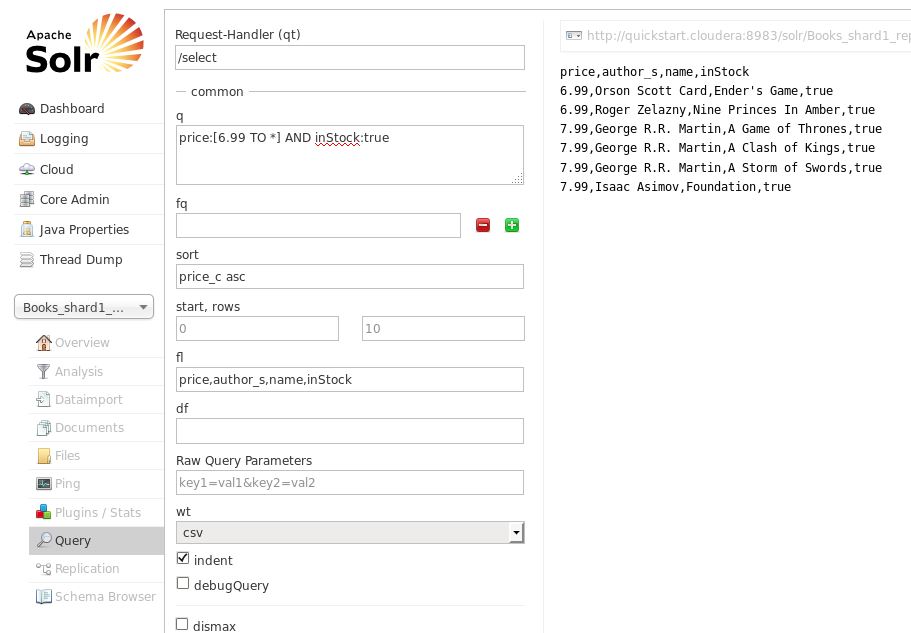 Apache
Solr
Dashboard
Logging
Cloud
Core Admin
Java Properties
Thread Dump
Books_shard1_...
Overview
Analysis
Dataimport
Documents
Files
Ping
Plugins / Stats
Query
Replication
Schema Browser
Request-Handler (qt)
/select
common
q
price:[6.99 TO *] AND inStock:true
fq
sort
price_c asc
start, rows
0 10
fl
price,author_s,name,inStock
df
Raw Query Parameters
key1=val1&key2=val2
wt
csv
indent
debugQuery
dismax
http://quickstart.cloudera:8983/solr/Books_shard1_rep
price,author_s,name,inStock
6.99,Orson Scott Card,Ender's Game,true
6.99,Roger Zelazny,Nine Princes In Amber,true
7.99,George R.R. Martin,A Game of Thrones,true
7.99,George R.R. Martin,A Clash of Kings,true
7.99,George R.R. Martin,A Storm of Swords,true
7.99,Isaac Asimov,Foundation,true